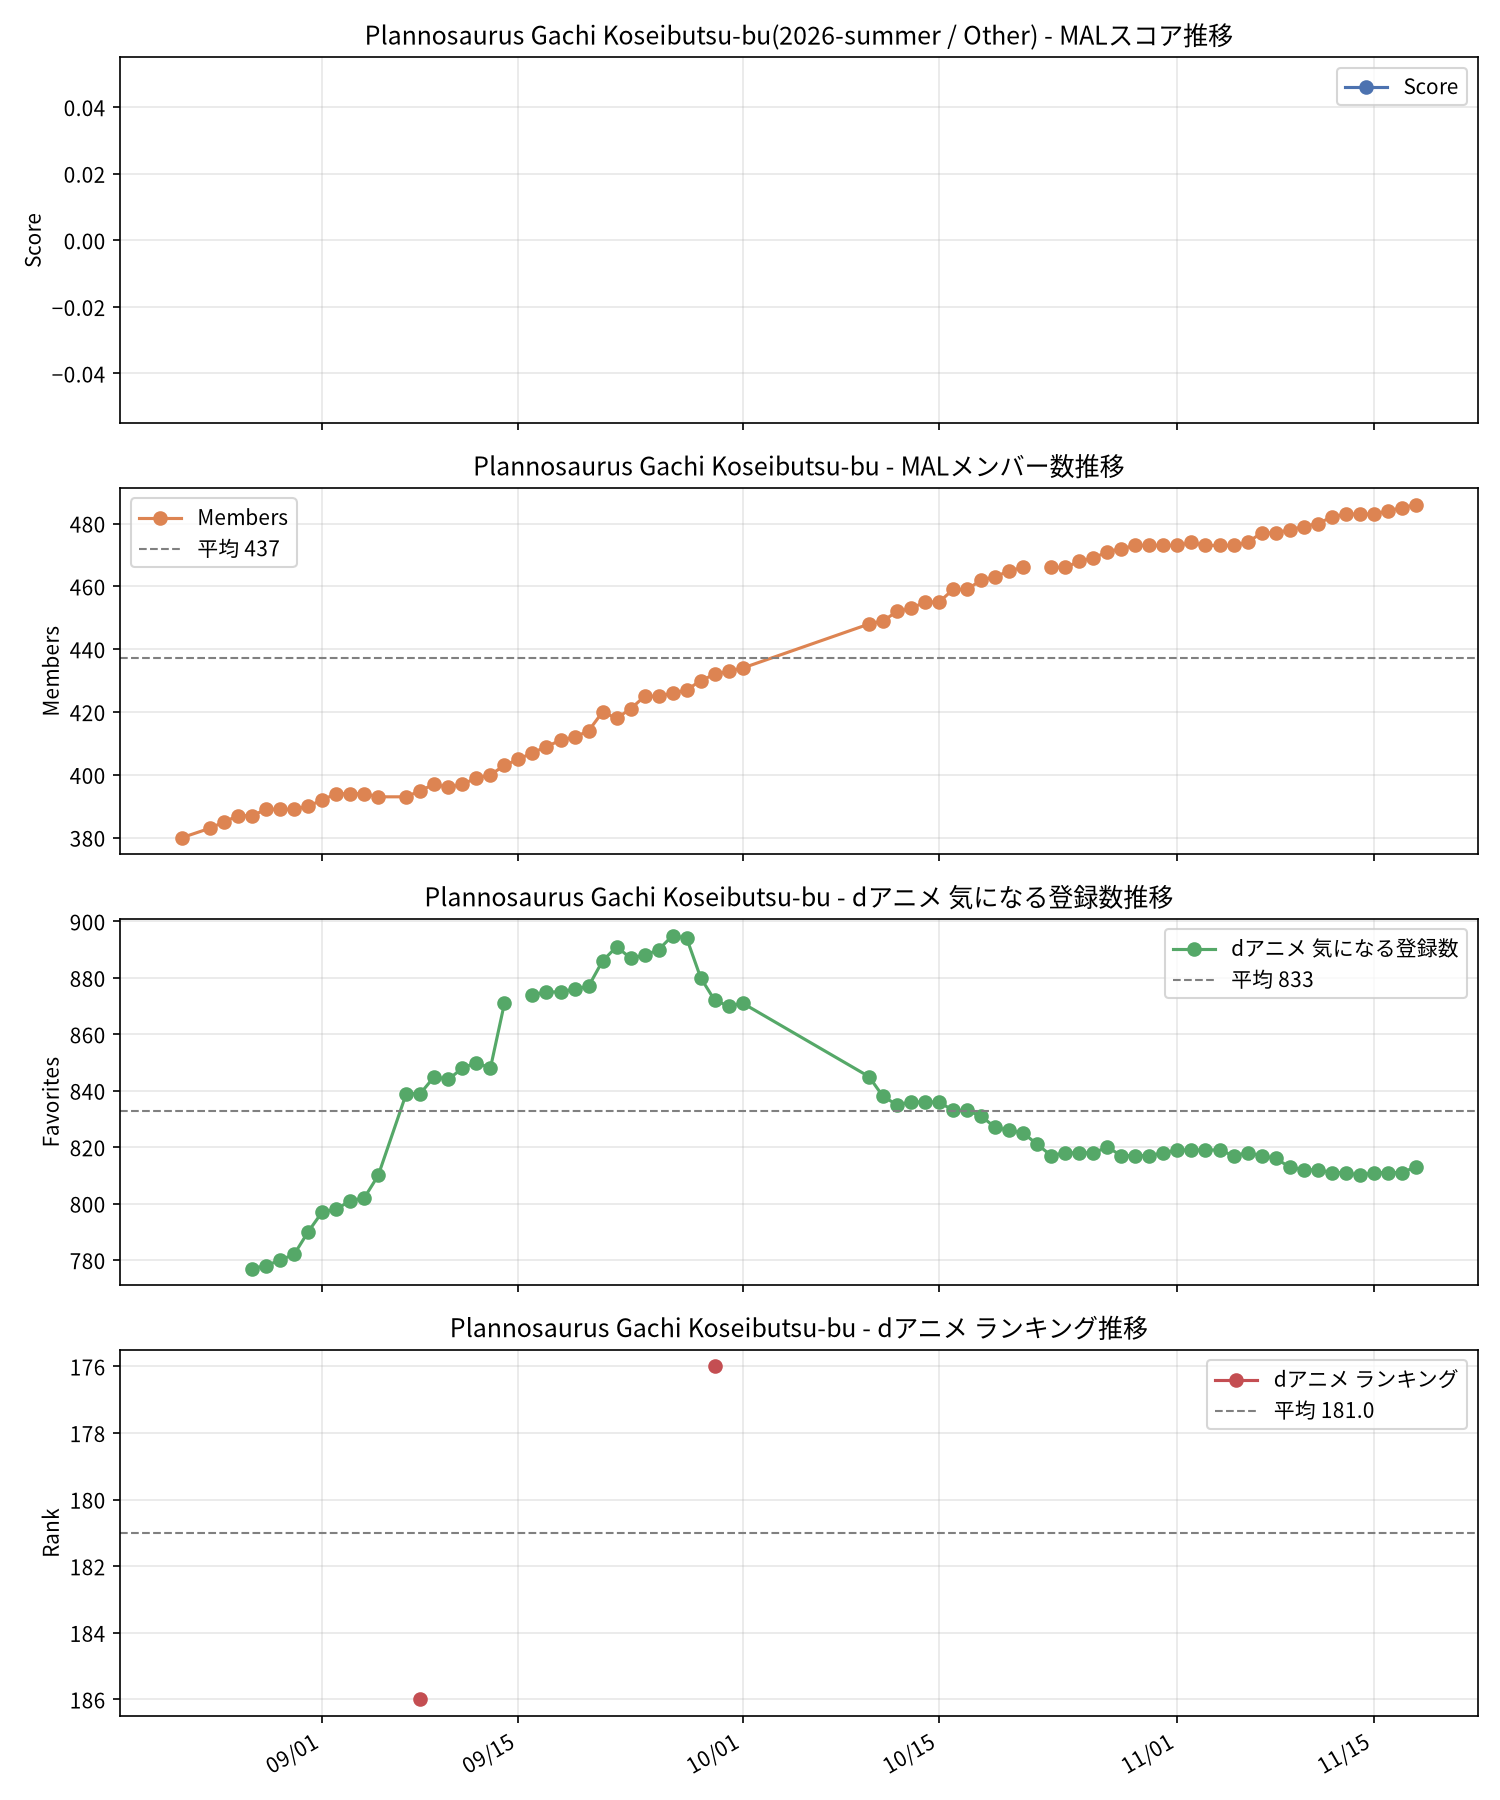 Plannosaurus Gachi Koseibutsu-bu(2026-summer / Other) - MALスコア推移
Score
0.04
0.02
0.00
−0.02
−0.04
Score
Plannosaurus Gachi Koseibutsu-bu - MALメンバー数推移
Members
平均 437
480
460
440
420
400
380
Members
Plannosaurus Gachi Koseibutsu-bu - dアニメ 気になる登録数推移
dアニメ 気になる登録数
平均 833
900
880
860
840
820
800
780
Favorites
Plannosaurus Gachi Koseibutsu-bu - dアニメ ランキング推移
dアニメ ランキング
平均 181.0
176
178
180
182
184
186
Rank
09/01
09/15
10/01
10/15
11/01
11/15